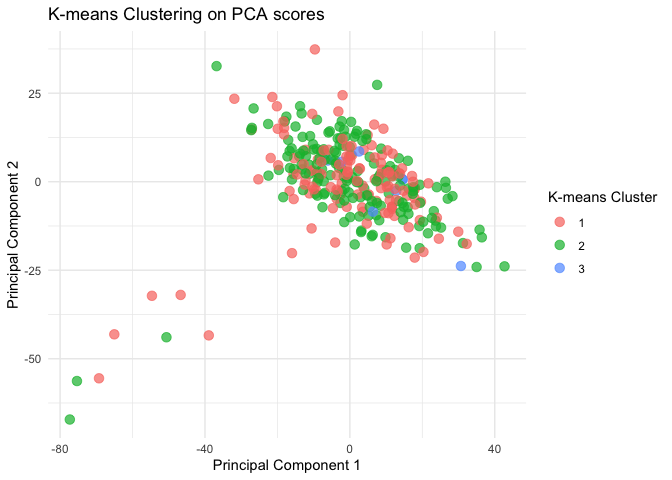 K-means Clustering on PCA scores
25
0
-25
-50
Principal Component 2
-80
-40
0
40
Principal Component 1
K-means Cluster
1
2
3